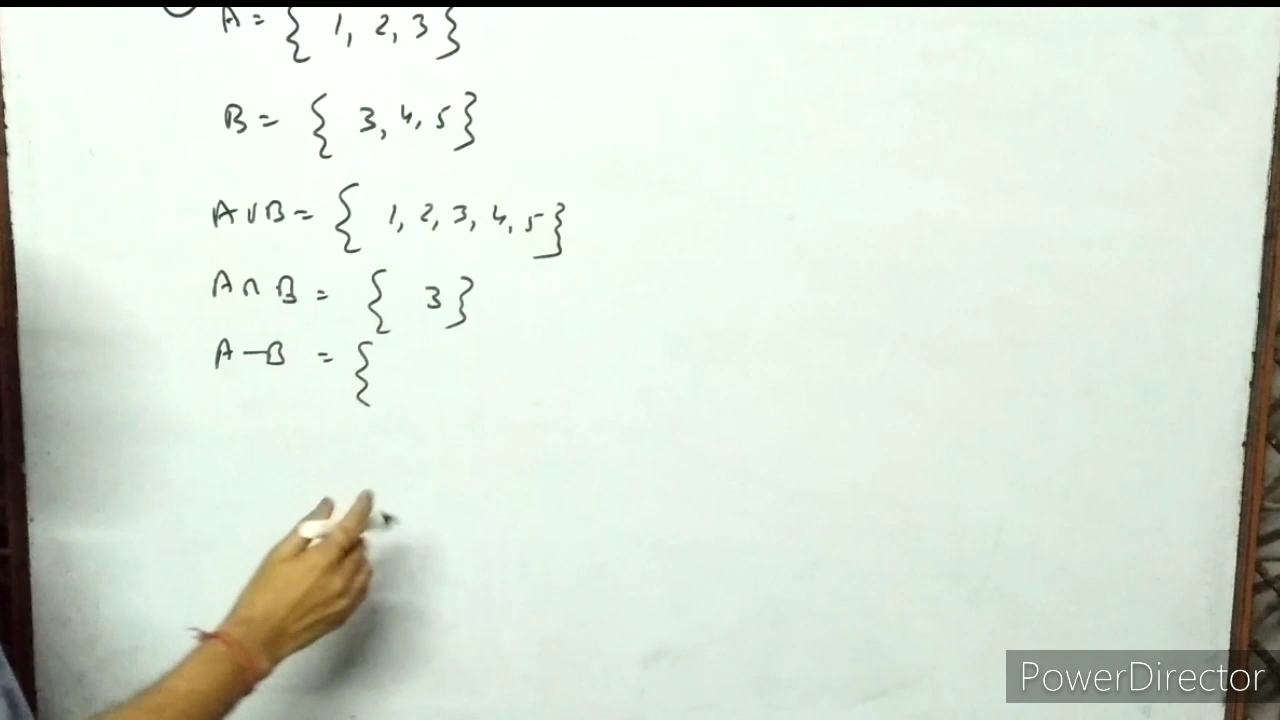 A = { 1, 2, 3 }
B = { 3, 4, 5 }
A ∪ B = { 1, 2, 3, 4, 5 }
A ∩ B = { 3 }
A – B = {
PowerDirector